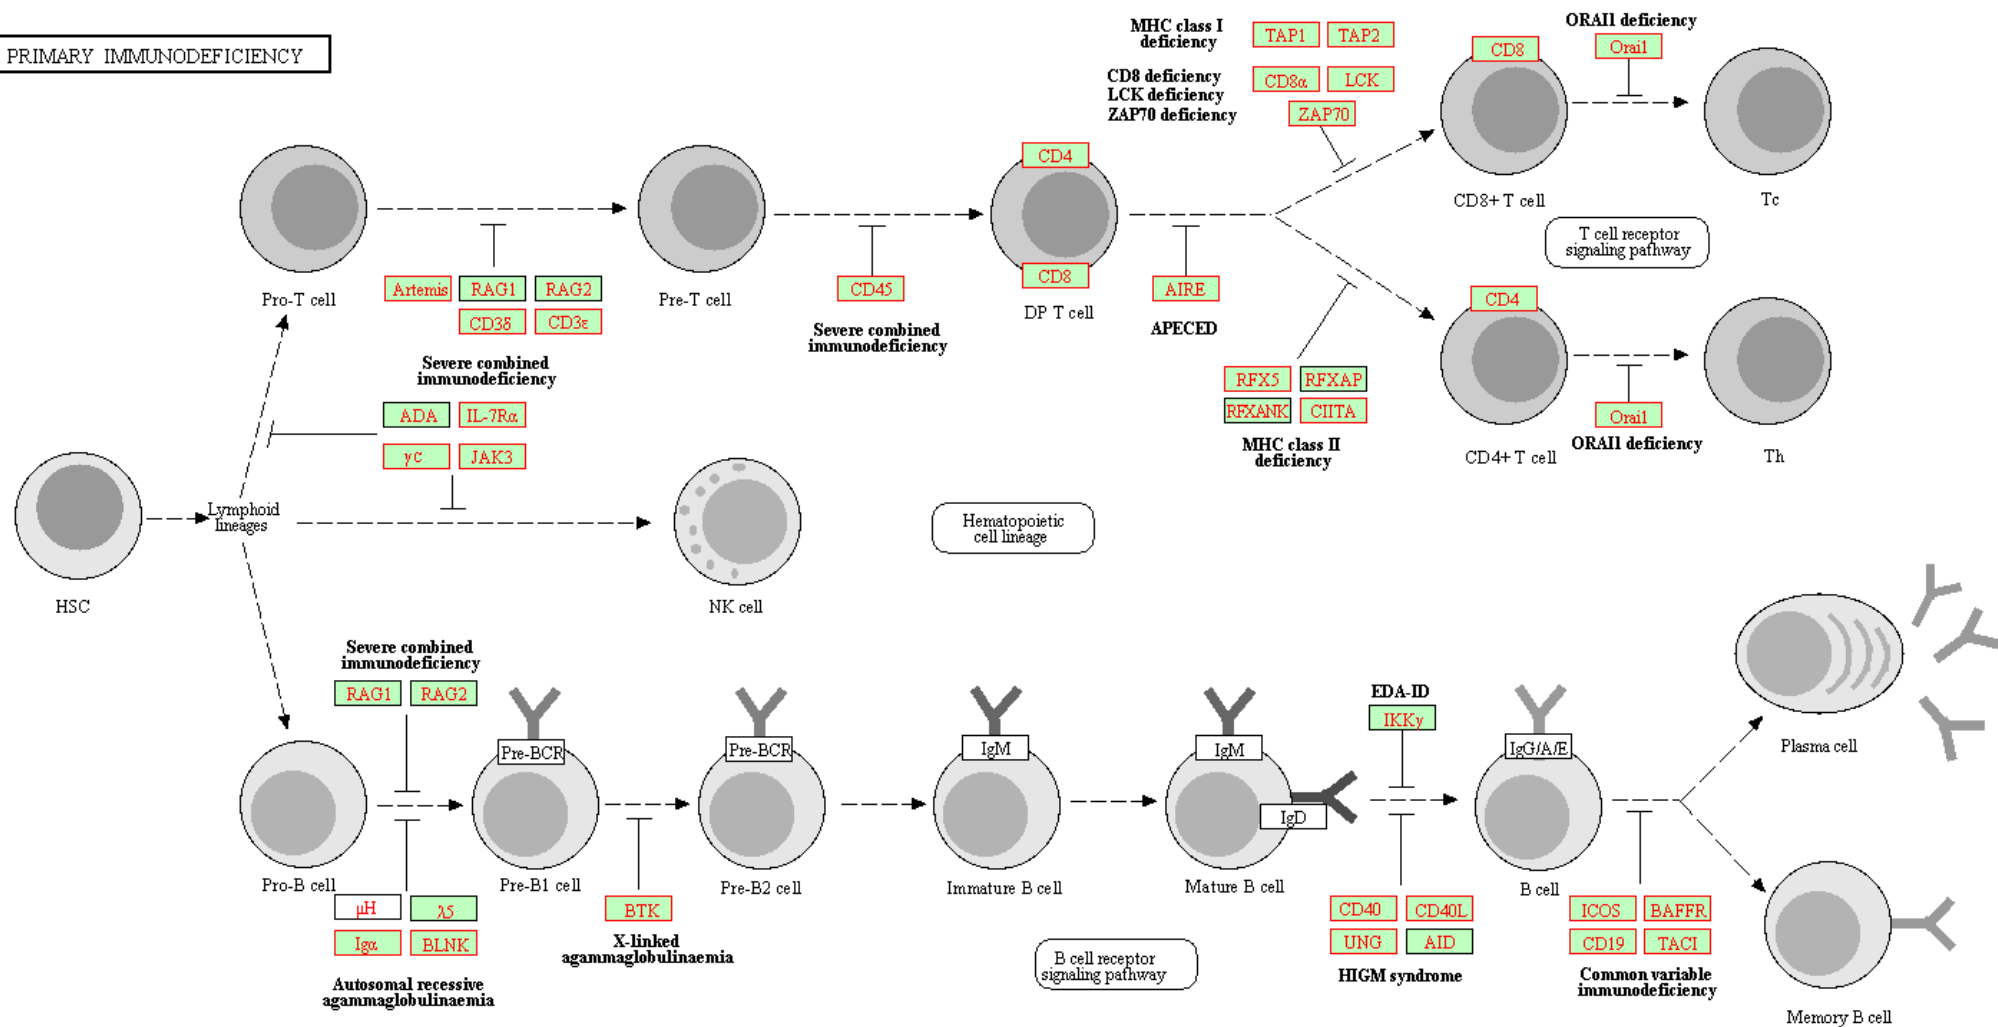 PRIMARY IMMUNODEFICIENCY
MHC class I
deficiency
TAP1 TAP2
CD8 deficiency
LCK deficiency
ZAP70 deficiency
CD8α LCK
ZAP70
CD8
CD8+ T cell
ORAI1 deficiency
Orai1
Tc
T cell receptor
signaling pathway
Pro-T cell
Artemis RAG1 RAG2
CD3δ CD3ε
Severe combined
immunodeficiency
Pre-T cell
CD45
Severe combined
immunodeficiency
CD4
CD8
DP T cell
AIRE
APECED
RFX5 RFXAP
RFXANK CIITA
MHC class II
deficiency
CD4
CD4+ T cell
Orai1
ORAI1 deficiency
Th
ADA IL-7Rα
γc JAK3
HSC
Lymphoid
lineages
NK cell
Hematopoietic
cell lineage
Severe combined
immunodeficiency
RAG1 RAG2
Pro-B cell
μH λ5
Igα BLNK
Autosomal recessive
agammaglobulinaemia
Pre-BCR
Pre-B1 cell
BTK
X-linked
agammaglobulinaemia
Pre-BCR
Pre-B2 cell
IgM
Immature B cell
IgM
IgD
Mature B cell
B cell receptor
signaling pathway
EDA-ID
IKKγ
CD40 CD40L
UNG AID
HIGM syndrome
IgG/A/E
B cell
ICOS BAFFR
CD19 TACI
Common variable
immunodeficiency
Plasma cell
Memory B cell